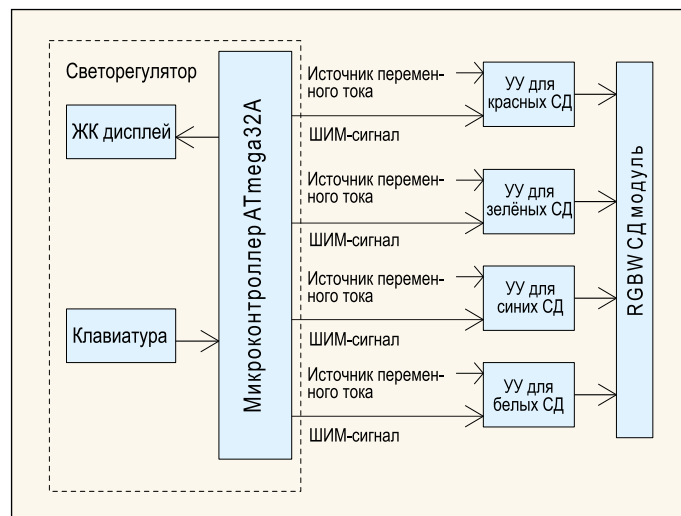 Светорегулятор
ЖК дисплей
Клавиатура
Микроконтроллер ATmega32A
Источник перемен-
ного тока
ШИМ-сигнал
УУ для
красных СД
Источник перемен-
ного тока
ШИМ-сигнал
УУ для
зелёных СД
Источник перемен-
ного тока
ШИМ-сигнал
УУ для
синих СД
Источник перемен-
ного тока
ШИМ-сигнал
УУ для
белых СД
RGBW СД модуль